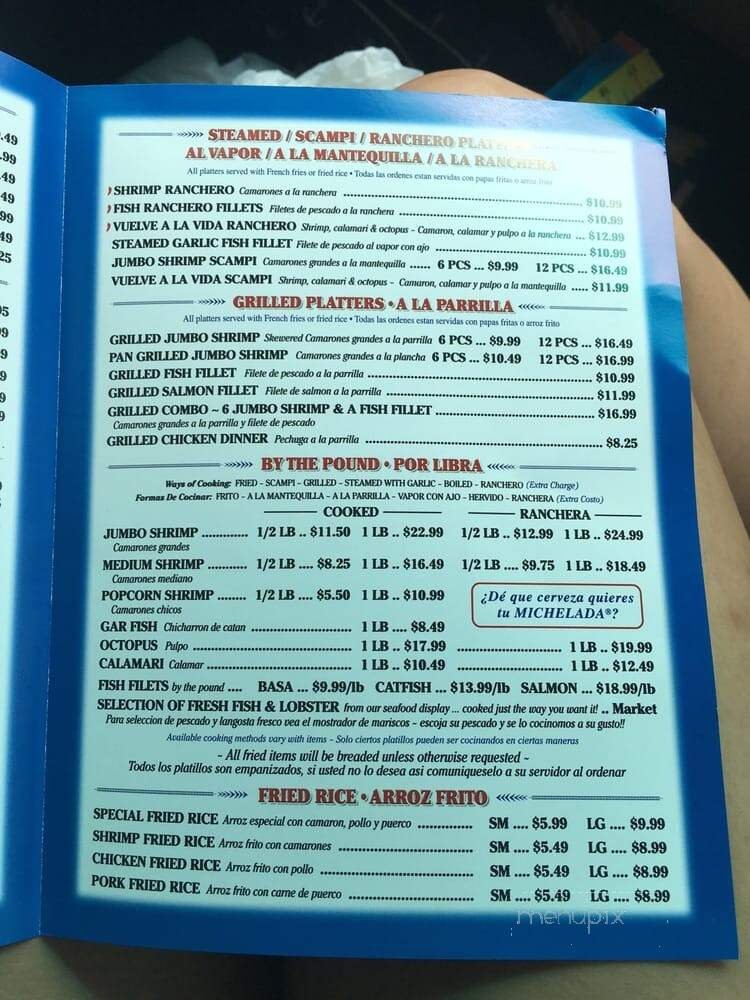 .49
.99
.49
.49
.99
.49
.25
STEAMED / SCAMPI / RANCHERO
AL VAPOR / A LA MANTEQUILLA / A LA RANCHERA
All platters served with French fries or fried rice • Todas las ordenes estan servidas con papas fritas o arroz frito
SHRIMP RANCHERO Camarones a la ranchera ........ $10.99
FISH RANCHERO FILLETS Filetes de pescado a la ranchera ........ $10.99
VUELVE A LA VIDA RANCHERO Shrimp, calamari & octopus - Camaron, calamar y pulpo a la ranchera ... $12.99
STEAMED GARLIC FISH FILLET Filete de pescado al vapor con ajo ........ $10.99
JUMBO SHRIMP SCAMPI Camarones grandes a la mantequilla ...... 6 PCS ... $9.99 12 PCS ... $16.49
VUELVE A LA VIDA SCAMPI Shrimp, calamari & octopus - Camaron, calamar y pulpo a la mantequilla ..... $11.99
GRILLED PLATTERS • A LA PARRILLA
All platters served with French fries or fried rice • Todas las ordenes estan servidas con papas fritas o arroz frito
GRILLED JUMBO SHRIMP Skewered Camarones grandes a la parrilla 6 PCS ... $9.99 12 PCS ... $16.49
PAN GRILLED JUMBO SHRIMP Camarones grandes a la plancha 6 PCS ... $10.49 12 PCS ... $16.99
GRILLED FISH FILLET Filete de pescado a la parrilla ........ $10.99
GRILLED SALMON FILLET Filete de salmon a la parrilla ........ $11.99
GRILLED COMBO ~ 6 JUMBO SHRIMP & A FISH FILLET ........ $16.99
Camarones grandes a la parrilla y filete de pescado
GRILLED CHICKEN DINNER Pechuga a la parrilla ........ $8.25
BY THE POUND • POR LIBRA
Ways of Cooking: FRIED - SCAMPI - GRILLED - STEAMED WITH GARLIC - BOILED - RANCHERO (Extra Charge)
Formas De Cocinar: FRITO - A LA MANTEQUILLA - A LA PARRILLA - VAPOR CON AJO - HERVIDO - RANCHERA (Extra Costo)
COOKED RANCHERA
JUMBO SHRIMP ............ 1/2 LB .. $11.50 1 LB .. $22.99 1/2 LB .. $12.99 1 LB .. $24.99
Camarones grandes
MEDIUM SHRIMP .......... 1/2 LB .... $8.25 1 LB .. $16.49 1/2 LB .... $9.75 1 LB .. $18.49
Camarones mediano
POPCORN SHRIMP ........ 1/2 LB .... $5.50 1 LB .. $10.99
Camarones chicos
¿Dé que cerveza quieres
tu MICHELADA®?
GAR FISH Chicharron de catan ........ 1 LB .... $8.49
OCTOPUS Pulpo ........ 1 LB .. $17.99 ........ 1 LB .. $19.99
CALAMARI Calamar ........ 1 LB .. $10.49 ........ 1 LB .. $12.49
FISH FILETS by the pound .... BASA ... $9.99/lb CATFISH ... $13.99/lb SALMON ... $18.99/lb
SELECTION OF FRESH FISH & LOBSTER from our seafood display ... cooked just the way you want it! .. Market
Para seleccion de pescado y langosta fresco vea el mostrador de mariscos - escoja su pescado y se lo cocinomos a su gusto!!
Available cooking methods vary with items - Solo ciertos platillos pueden ser cocinandos en ciertas maneras
~ All fried items will be breaded unless otherwise requested ~
Todos los platillos son empanizados, si usted no lo desea asi comuniqueselo a su servidor al ordenar
FRIED RICE • ARROZ FRITO
SPECIAL FRIED RICE Arroz especial con camaron, pollo y puerco ........ SM .... $5.99 LG .... $9.99
SHRIMP FRIED RICE Arroz frito con camarones ........ SM .... $5.49 LG .... $8.99
CHICKEN FRIED RICE Arroz frito con pollo ........ SM .... $5.49 LG .... $8.99
PORK FRIED RICE Arroz frito con carne de puerco ........ SM .... $5.49 LG .... $8.99
menupix